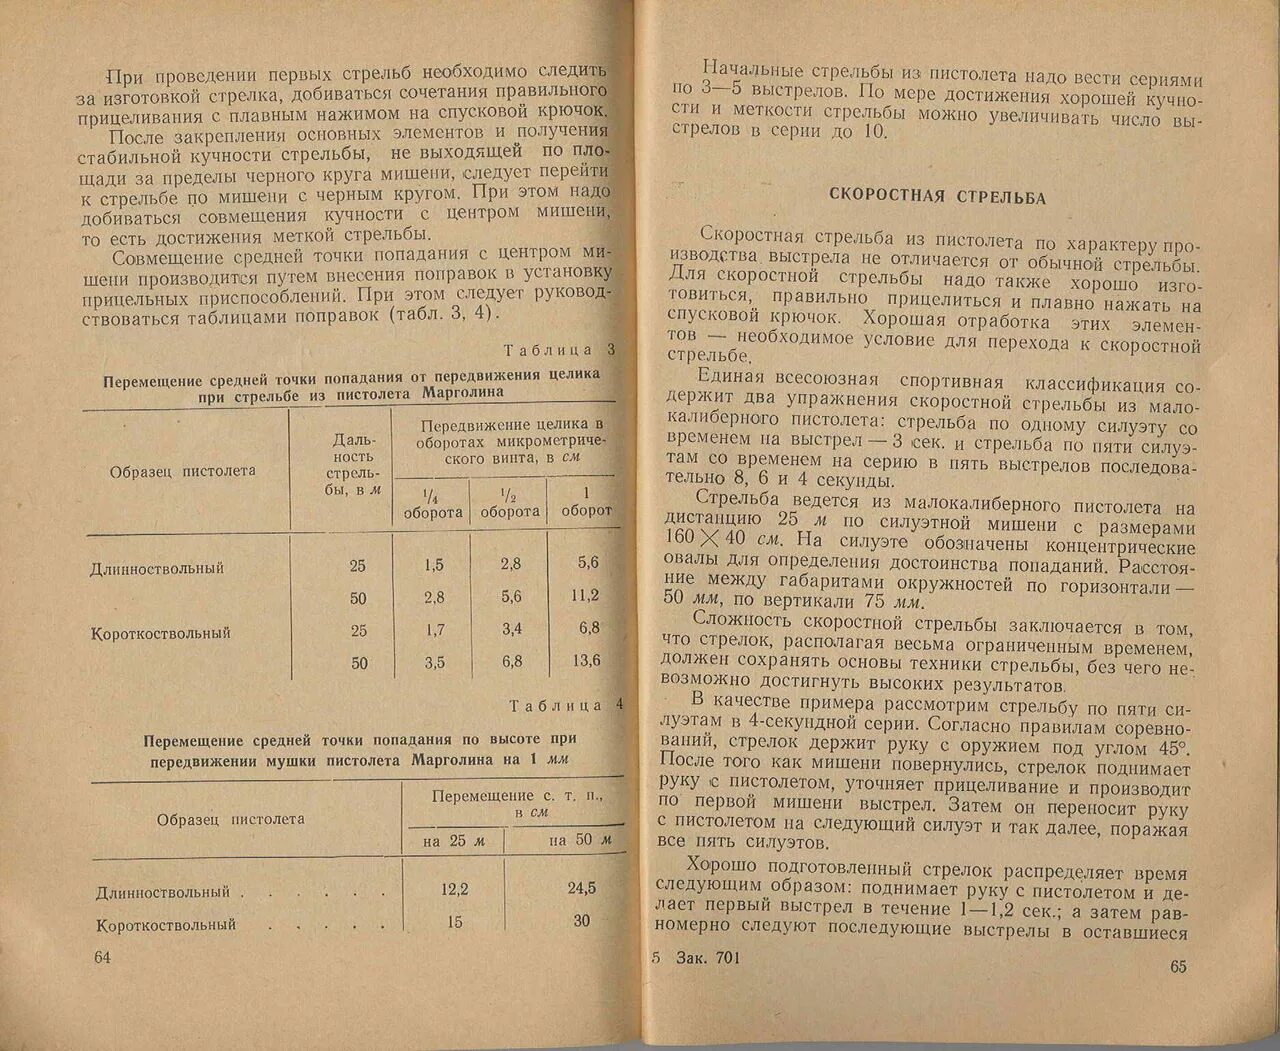 При проведении первых стрельб необходимо следить
за изготовкой стрелка, добиваться сочетания правильного
прицеливания с плавным нажимом на спусковой крючок.
После закрепления основных элементов и получения
стабильной кучности стрельбы, не выходящей по пло-
щади за пределы черного круга мишени, следует перейти
к стрельбе по мишени с черным кругом. При этом надо
добиваться совмещения кучности с центром мишени,
то есть достижения меткой стрельбы.
Совмещение средней точки попадания с центром ми-
шени производится путем внесения поправок в установку
прицельных приспособлений. При этом следует руковод-
ствоваться таблицами поправок (табл. 3, 4).
Таблица 3
Перемещение средней точки попадания от передвижения целика
при стрельбе из пистолета Марголина
Образец пистолета
Даль-
ность
стрель-
бы, в м
Передвижение целика в
оборотах микрометриче-
ского винта, в см
1/4
оборота
1/2
оборота
1
оборот
Длинноствольный 25 1,5 2,8 5,6
50 2,8 5,6 11,2
Короткоствольный 25 1,7 3,4 6,8
50 3,5 6,8 13,6
Таблица 4
Перемещение средней точки попадания по высоте при
передвижении мушки пистолета Марголина на 1 мм
Образец пистолета
Перемещение с. т. п.,
в см
на 25 м на 50 м
Длинноствольный . . . . . . 12,2 24,5
Короткоствольный . . . . . 15 30
64
Начальные стрельбы из пистолета надо вести сериями
по 3—5 выстрелов. По мере достижения хорошей кучно-
сти и меткости стрельбы можно увеличивать число вы-
стрелов в серии до 10.
СКОРОСТНАЯ СТРЕЛЬБА
Скоростная стрельба из пистолета по характеру про-
изводства выстрела не отличается от обычной стрельбы.
Для скоростной стрельбы надо также хорошо изго-
товиться, правильно прицелиться и плавно нажать на
спусковой крючок. Хорошая отработка этих элемен-
тов — необходимое условие для перехода к скоростной
стрельбе.
Единая всесоюзная спортивная классификация со-
держит два упражнения скоростной стрельбы из мало-
калиберного пистолета: стрельба по одному силуэту со
временем на выстрел — 3 сек. и стрельба по пяти силуэ-
там со временем на серию в пять выстрелов последова-
тельно 8, 6 и 4 секунды.
Стрельба ведется из малокалиберного пистолета на
дистанцию 25 м по силуэтной мишени с размерами
160×40 см. На силуэте обозначены концентрические
овалы для определения достоинства попаданий. Расстоя-
ние между габаритами окружностей по горизонтали —
50 мм, по вертикали 75 мм.
Сложность скоростной стрельбы заключается в том,
что стрелок, располагая весьма ограниченным временем,
должен сохранять основы техники стрельбы, без чего не-
возможно достигнуть высоких результатов.
В качестве примера рассмотрим стрельбу по пяти си-
луэтам в 4-секундной серии. Согласно правилам соревно-
ваний, стрелок держит руку с оружием под углом 45°.
После того как мишени повернулись, стрелок поднимает
руку с пистолетом, уточняет прицеливание и производит
по первой мишени выстрел. Затем он переносит руку
с пистолетом на следующий силуэт и так далее, поражая
все пять силуэтов.
Хорошо подготовленный стрелок распределяет время
следующим образом: поднимает руку с пистолетом и де-
лает первый выстрел в течение 1—1,2 сек.; а затем рав-
номерно следуют последующие выстрелы в оставшиеся
5 Зак. 701
65